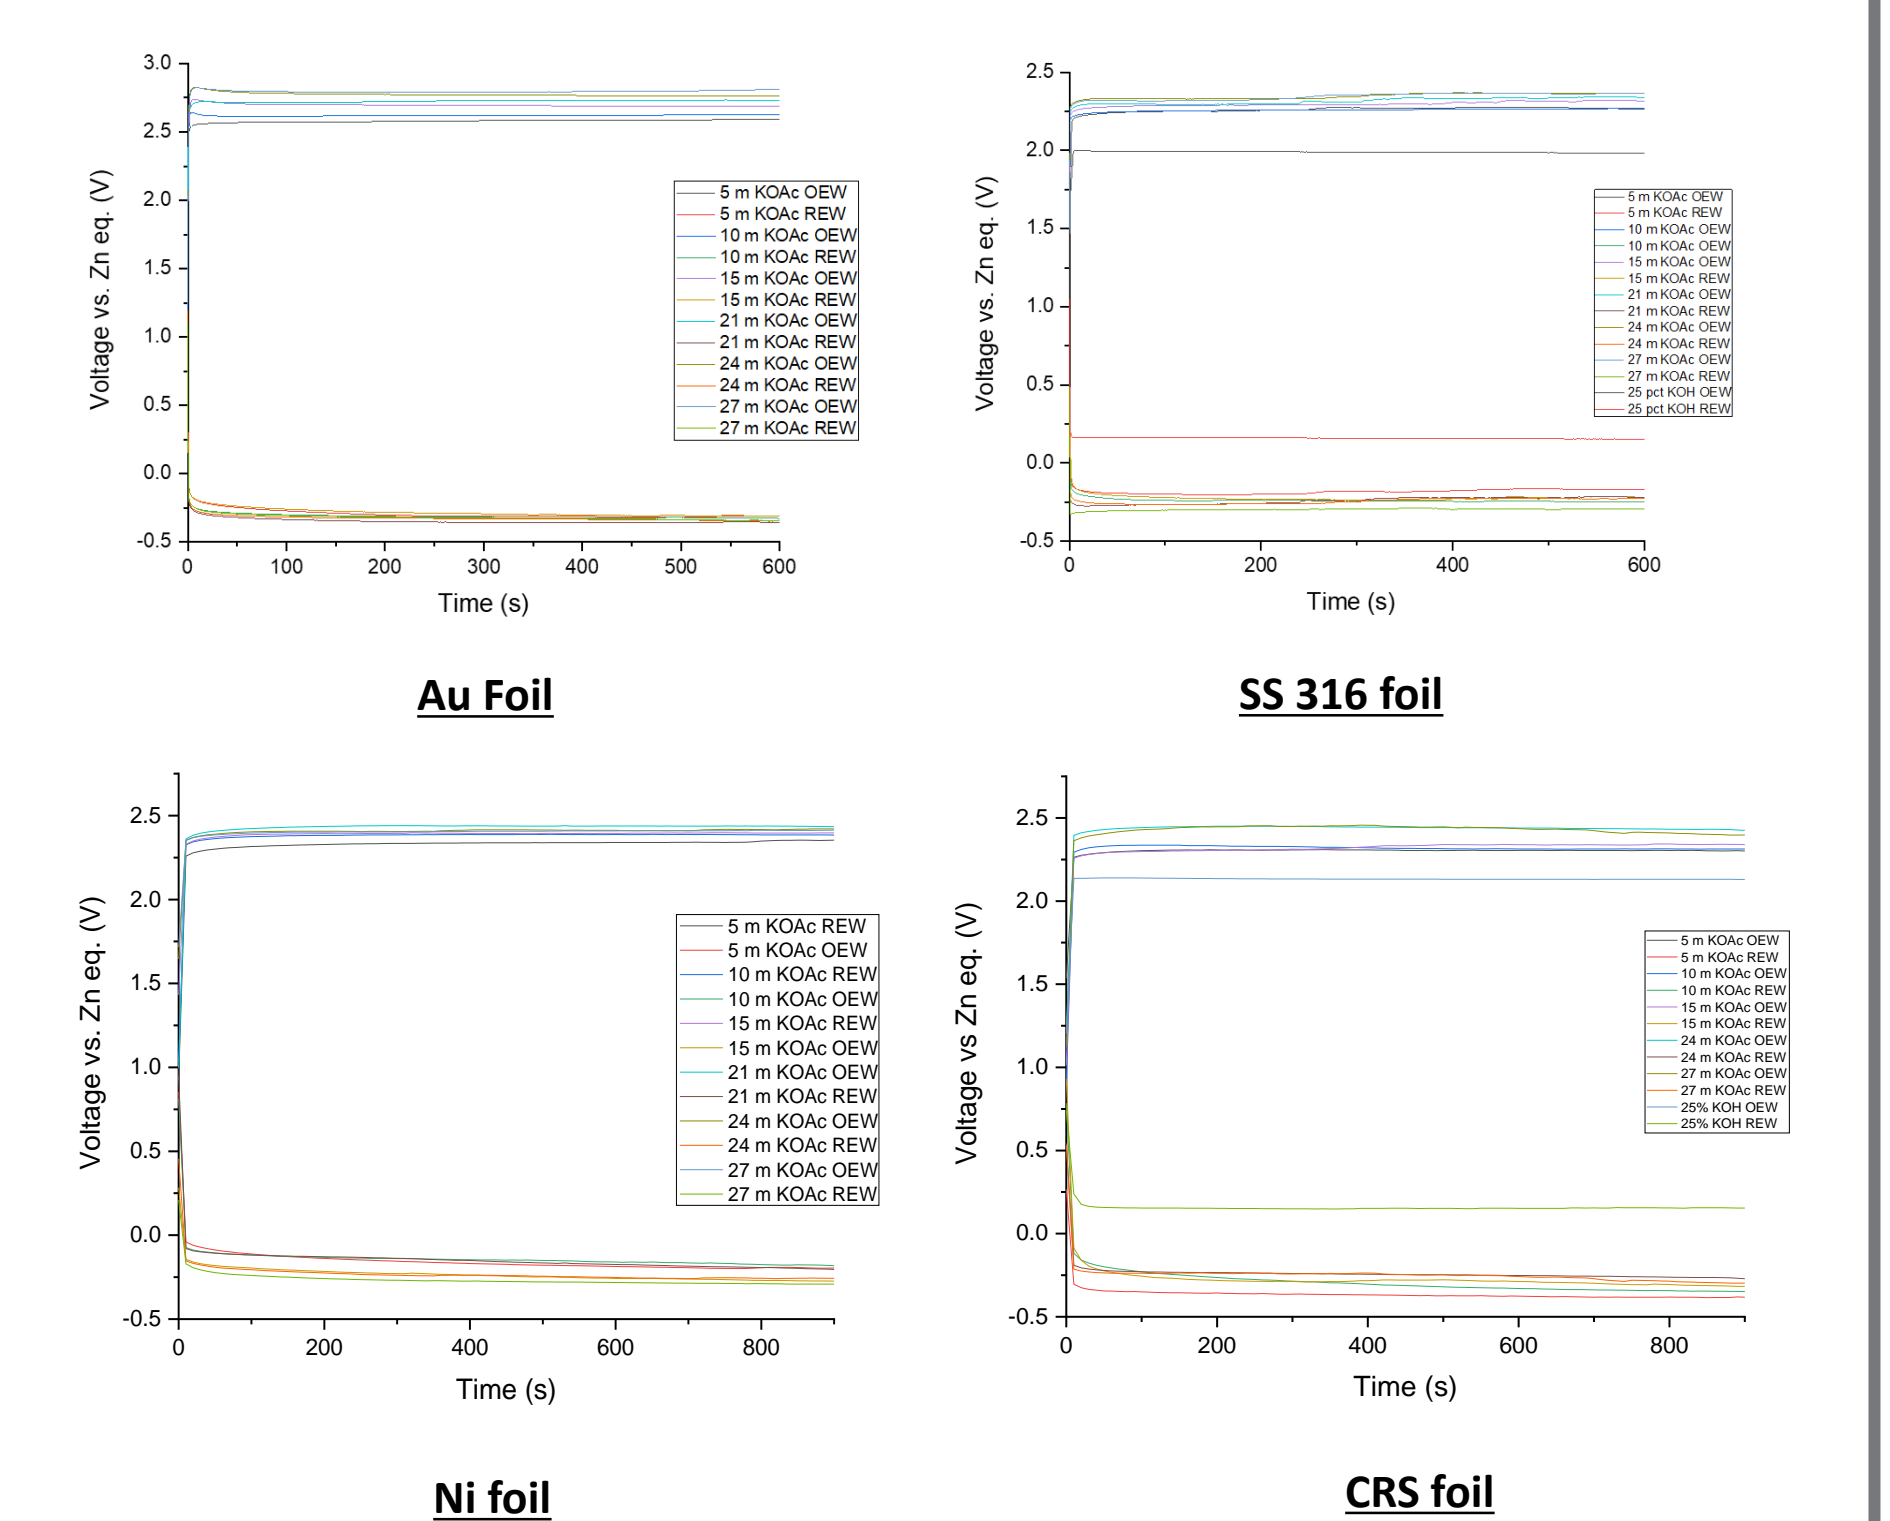 3.0
2.5
2.0
1.5
1.0
0.5
0.0
-0.5
Voltage vs. Zn eq. (V)
5 m KOAc OEW
5 m KOAc REW
10 m KOAc OEW
10 m KOAc REW
15 m KOAc OEW
15 m KOAc REW
21 m KOAc OEW
21 m KOAc REW
24 m KOAc OEW
24 m KOAc REW
27 m KOAc OEW
27 m KOAc REW
0 100 200 300 400 500 600
Time (s)
Au Foil
2.5
2.0
1.5
1.0
0.5
0.0
-0.5
Voltage vs. Zn eq. (V)
5 m KOAc OEW
5 m KOAc REW
10 m KOAc OEW
10 m KOAc OEW
15 m KOAc OEW
15 m KOAc REW
21 m KOAc OEW
21 m KOAc REW
24 m KOAc OEW
24 m KOAc REW
27 m KOAc OEW
27 m KOAc REW
25 pct KOH OEW
25 pct KOH REW
0 200 400 600
Time (s)
SS 316 foil
2.5
2.0
1.5
1.0
0.5
0.0
-0.5
Voltage vs. Zn eq. (V)
5 m KOAc REW
5 m KOAc OEW
10 m KOAc REW
10 m KOAc OEW
15 m KOAc REW
15 m KOAc OEW
21 m KOAc OEW
21 m KOAc REW
24 m KOAc OEW
24 m KOAc REW
27 m KOAc OEW
27 m KOAc REW
0 200 400 600 800
Time (s)
Ni foil
2.5
2.0
1.5
1.0
0.5
0.0
-0.5
Voltage vs Zn eq. (V)
5 m KOAc OEW
5 m KOAc REW
10 m KOAc OEW
10 m KOAc REW
15 m KOAc OEW
15 m KOAc REW
24 m KOAc OEW
24 m KOAc REW
27 m KOAc OEW
27 m KOAc REW
25% KOH OEW
25% KOH REW
0 200 400 600 800
Time (s)
CRS foil